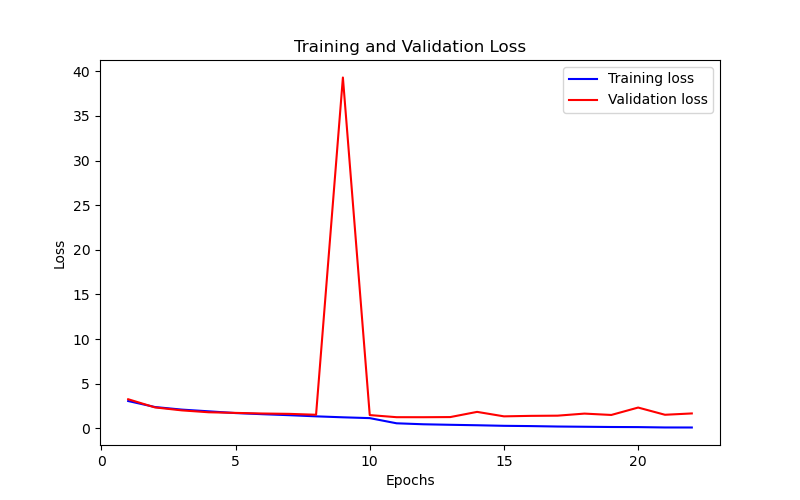 Training and Validation Loss
Training loss
Validation loss
40
35
30
25
20
15
10
5
0
Loss
0 5 10 15 20
Epochs